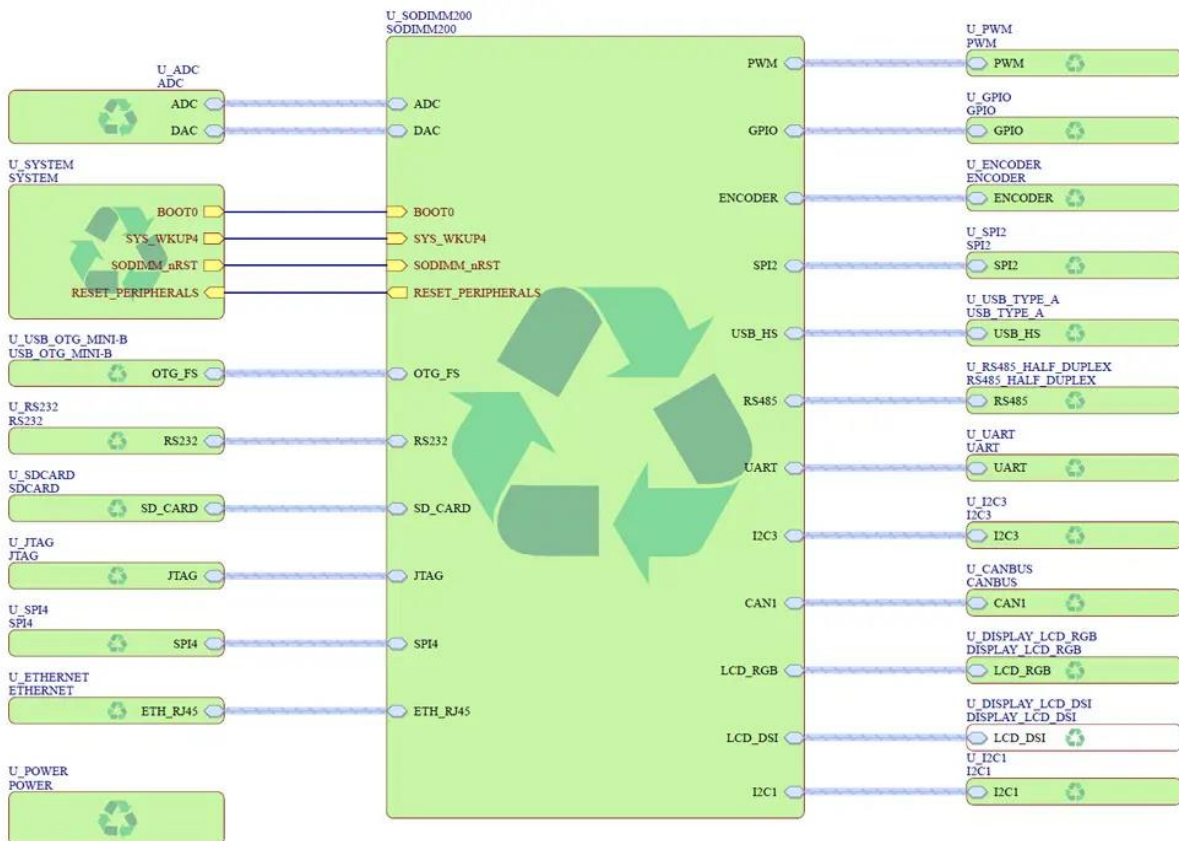 U_SODIMM200
SODIMM200
PWM
GPIO
ENCODER
SPI2
USB_HS
RS485
UART
I2C3
CAN1
LCD_RGB
LCD_DSI
I2C1
ADC
DAC
BOOT0
SYS_WKUP4
SODIMM_nRST
RESET_PERIPHERALS
OTG_FS
RS232
SD_CARD
JTAG
SPI4
ETH_RJ45
U_ADC
ADC
ADC
DAC
U_SYSTEM
SYSTEM
BOOT0
SYS_WKUP4
SODIMM_nRST
RESET_PERIPHERALS
U_USB_OTG_MINI-B
USB_OTG_MINI-B
OTG_FS
U_RS232
RS232
RS232
U_SDCARD
SDCARD
SD_CARD
U_JTAG
JTAG
JTAG
U_SPI4
SPI4
SPI4
U_ETHERNET
ETHERNET
ETH_RJ45
U_POWER
POWER
U_PWM
PWM
PWM
U_GPIO
GPIO
GPIO
U_ENCODER
ENCODER
ENCODER
U_SPI2
SPI2
SPI2
U_USB_TYPE_A
USB_TYPE_A
USB_HS
U_RS485_HALF_DUPLEX
RS485_HALF_DUPLEX
RS485
U_UART
UART
UART
U_I2C3
I2C3
I2C3
U_CANBUS
CANBUS
CAN1
U_DISPLAY_LCD_RGB
DISPLAY_LCD_RGB
LCD_RGB
U_DISPLAY_LCD_DSI
DISPLAY_LCD_DSI
LCD_DSI
U_I2C1
I2C1
I2C1